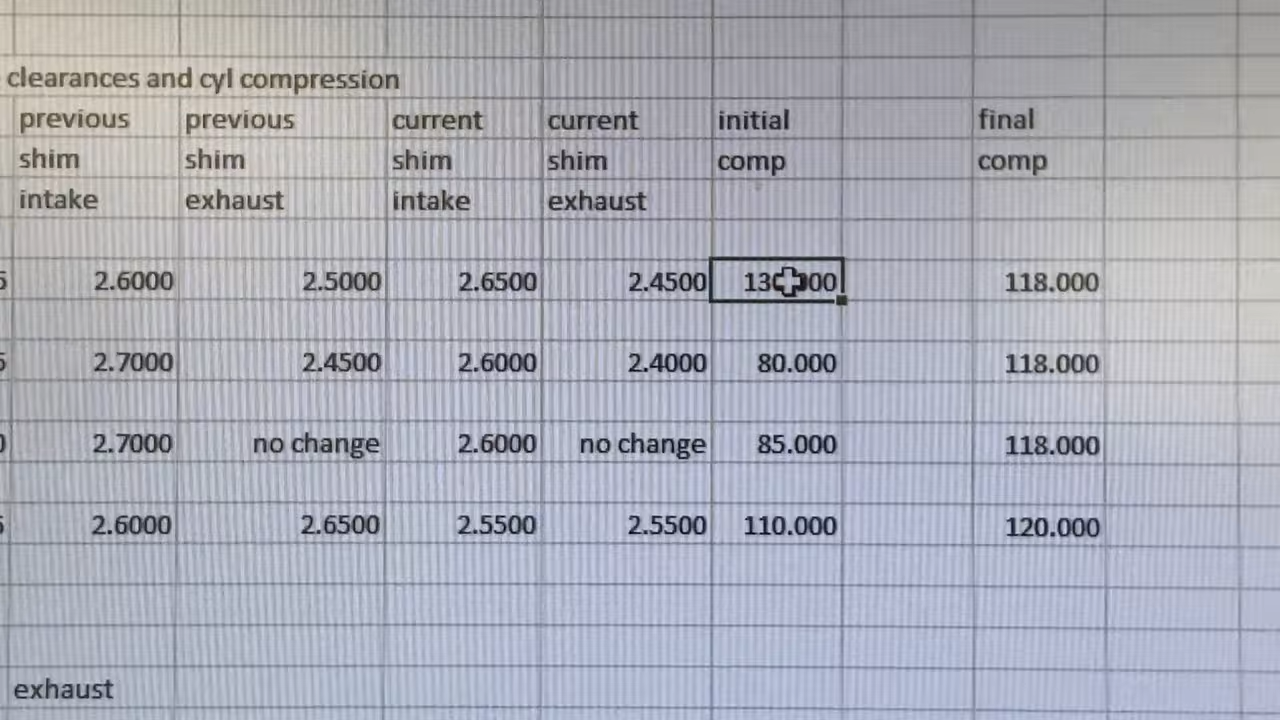 clearances and cyl compression
previous previous current current initial final
shim shim shim shim comp comp
intake exhaust intake exhaust
2.6000 2.5000 2.6500 2.4500 118.000
2.7000 2.4500 2.6000 2.4000 80.000 118.000
2.7000 no change 2.6000 no change 85.000 118.000
2.6000 2.6500 2.5500 2.5500 110.000 120.000
exhaust